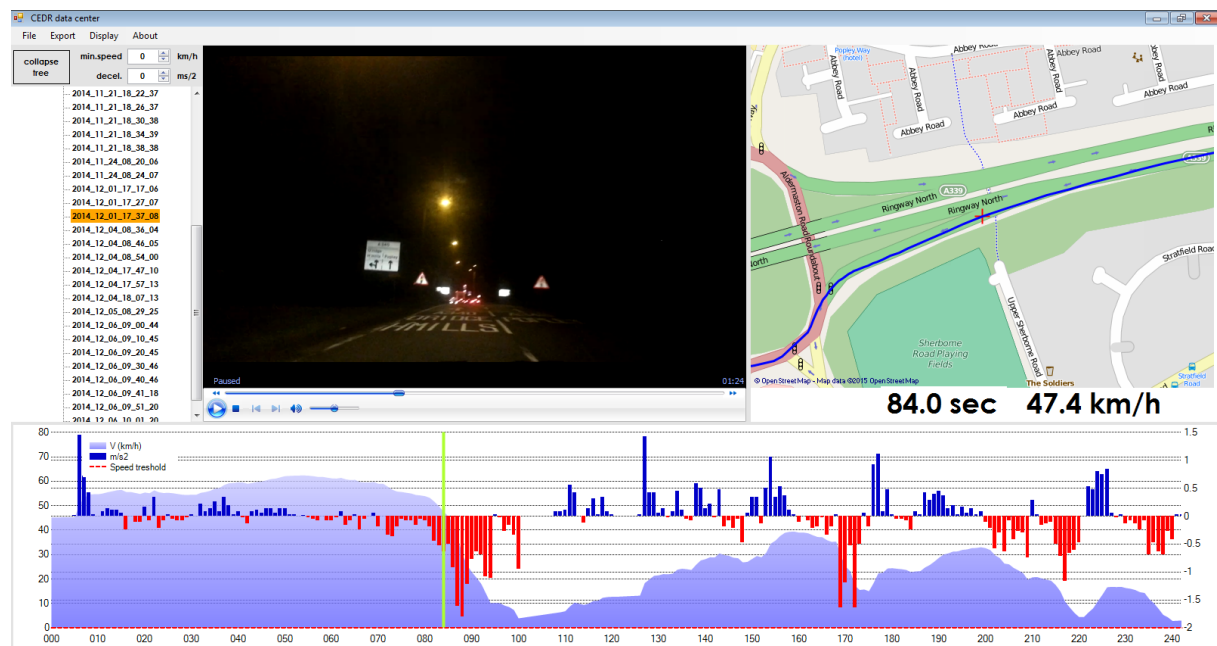 CEDR data center
File Export Display About
collapse tree
min.speed 0 km/h
decel. 0 ms/2
2014_11_21_18_22_37
2014_11_21_18_26_37
2014_11_21_18_30_38
2014_11_21_18_34_39
2014_11_21_18_38_38
2014_11_24_08_20_06
2014_11_24_08_24_07
2014_12_01_17_17_06
2014_12_01_17_27_07
2014_12_01_17_37_08
2014_12_04_08_36_04
2014_12_04_08_46_05
2014_12_04_08_54_00
2014_12_04_17_47_10
2014_12_04_17_57_13
2014_12_04_18_07_13
2014_12_05_08_29_25
2014_12_06_09_00_44
2014_12_06_09_10_45
2014_12_06_09_20_45
2014_12_06_09_30_46
2014_12_06_09_40_46
2014_12_06_09_41_18
2014_12_06_09_51_20
2014_12_06_10_01_20
Paused 01:24
Popley Way
(hotel)
Abbey Road
Abbey Road
Abbey Road
Abbey Road
Abbey Road
Abbey Road
Abbey Road
A339
Ringway North
Ringway North
Aldermaston Road Roundabout
Stratfield Road
Upper Sherborne Road
Sherborne
Road Playing
Fields
The Soldiers
Stratfield
Road
© OpenStreetMap - Map data ©2015 OpenStreetMap
84.0 sec 47.4 km/h
V (km/h)
m/s2
Speed treshold
80
70
60
50
40
30
20
10
0
1.5
1
0.5
0
-0.5
-1
-1.5
-2
000 010 020 030 040 050 060 070 080 090 100 110 120 130 140 150 160 170 180 190 200 210 220 230 240